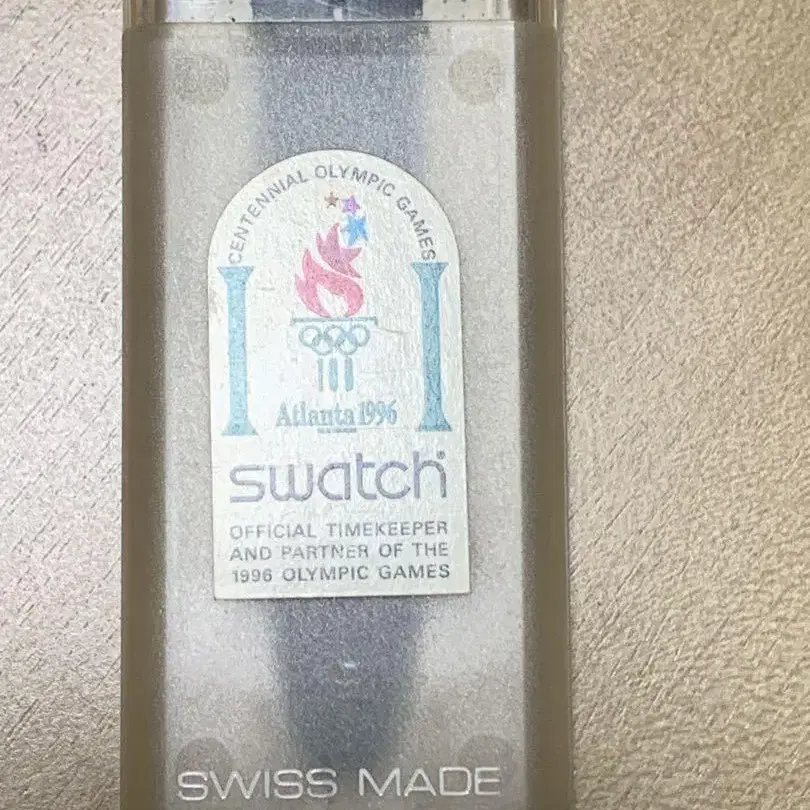 CENTENNIAL OLYMPIC GAMES
Atlanta 1996
swatch
OFFICIAL TIMEKEEPER
AND PARTNER OF THE
1996 OLYMPIC GAMES
SWISS MADE